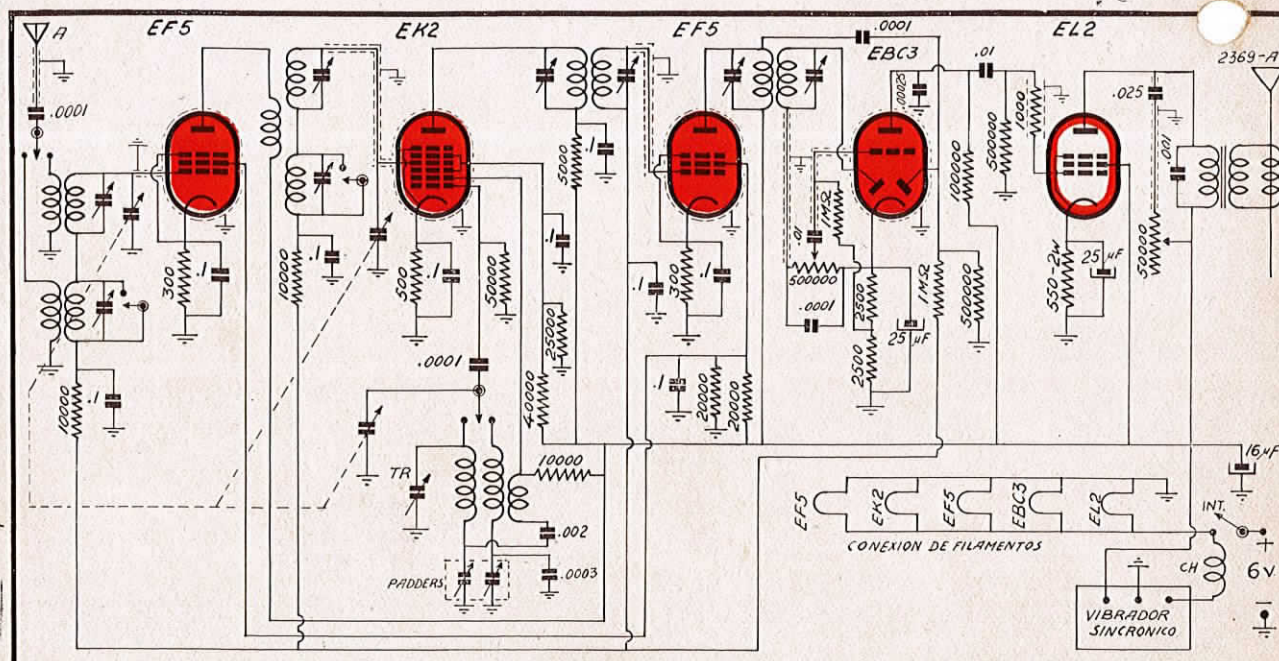 EF5
EK2
EF5
EBC3
EL2
2369-A
A
.0001
300
.1
10000
.1
10000
.1
500
.1
50000
.0001
.1
25000
40000
5000
.1
.1
300
.1
.1
20000
20000
.0001
.00025
.01
1MΩ
.01
500000
.0001
2500
2500
25 µF
1MΩ
100000
500000
500000
1000
550-2W
25 µF
.025
.001
50000
16µF
TR
10000
.002
.0003
PADDERS
EF5
EK2
EF5
EBC3
EL2
CONEXION DE FILAMENTOS
INT.
+
CH
6v.
−
VIBRADOR
SINCRONICO